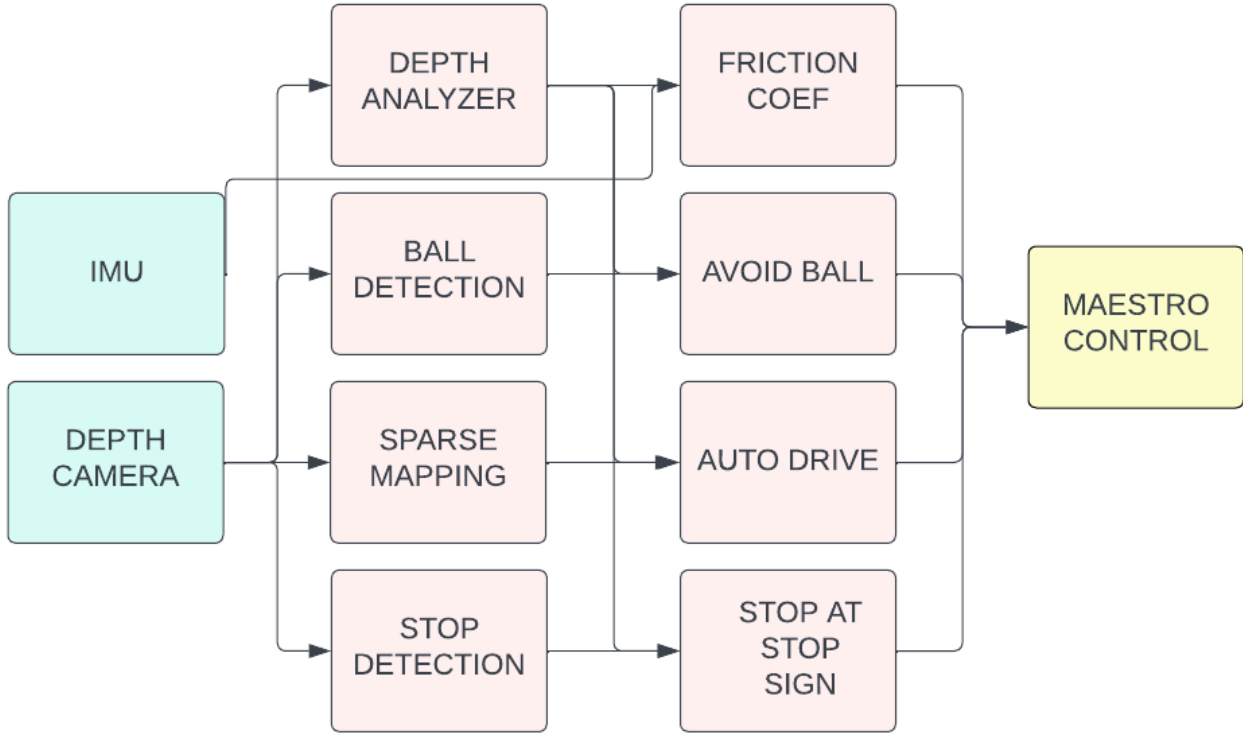 DEPTH
ANALYZER
FRICTION
COEF
IMU
BALL
DETECTION
AVOID BALL
MAESTRO
CONTROL
DEPTH
CAMERA
SPARSE
MAPPING
AUTO DRIVE
STOP
DETECTION
STOP AT
STOP
SIGN